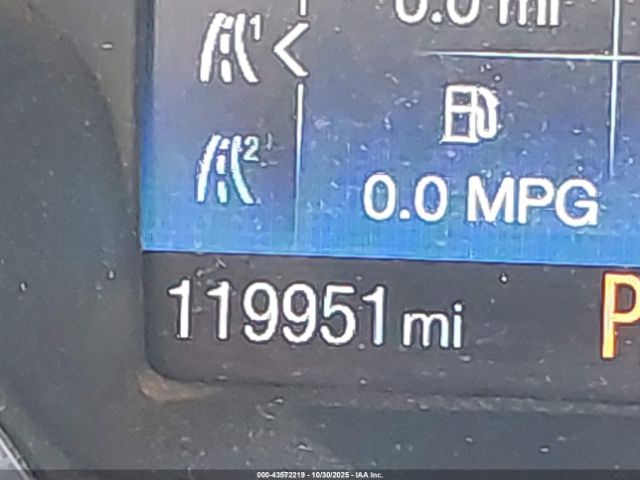 0.0 mi
1
2
0.0 MPG
119951 mi
P
000-43572219 - 10/30/2025 - IAA Inc.